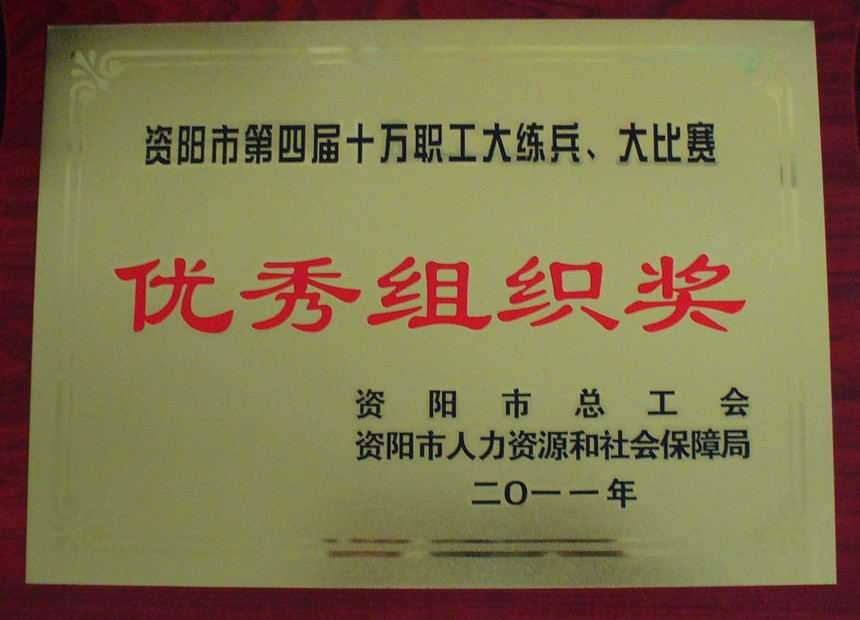 资阳市第四届十万职工大练兵、大比赛
优秀组织奖
资阳市总工会
资阳市人力资源和社会保障局
二O一一年